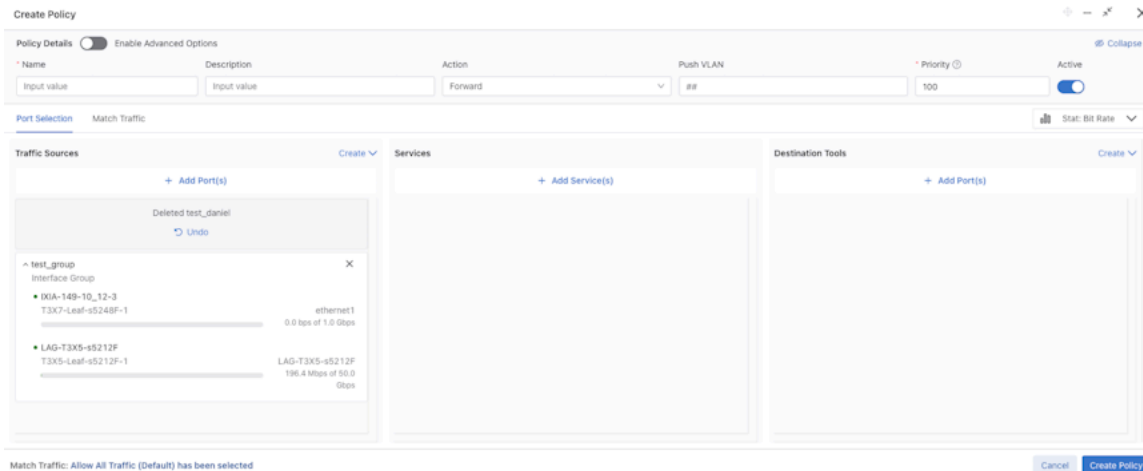 Create Policy
Policy Details Enable Advanced Options Collapse
* Name Description Action Push VLAN * Priority Active
Input value Input value Forward ## 100
Port Selection Match Traffic Stat: Bit Rate
Traffic Sources Create Services Destination Tools Create
+ Add Port(s) + Add Service(s) + Add Port(s)
Deleted test_daniel
Undo
test_group
Interface Group
IXIA-149-10_12-3
T3X7-Leaf-s5248F-1 ethernet1
0.0 bps of 1.0 Gbps
LAG-T3X5-s5212F
T3X5-Leaf-s5212F-1 LAG-T3X5-s5212F
196.4 Mbps of 50.0
Gbps
Match Traffic: Allow All Traffic (Default) has been selected Cancel Create Policy